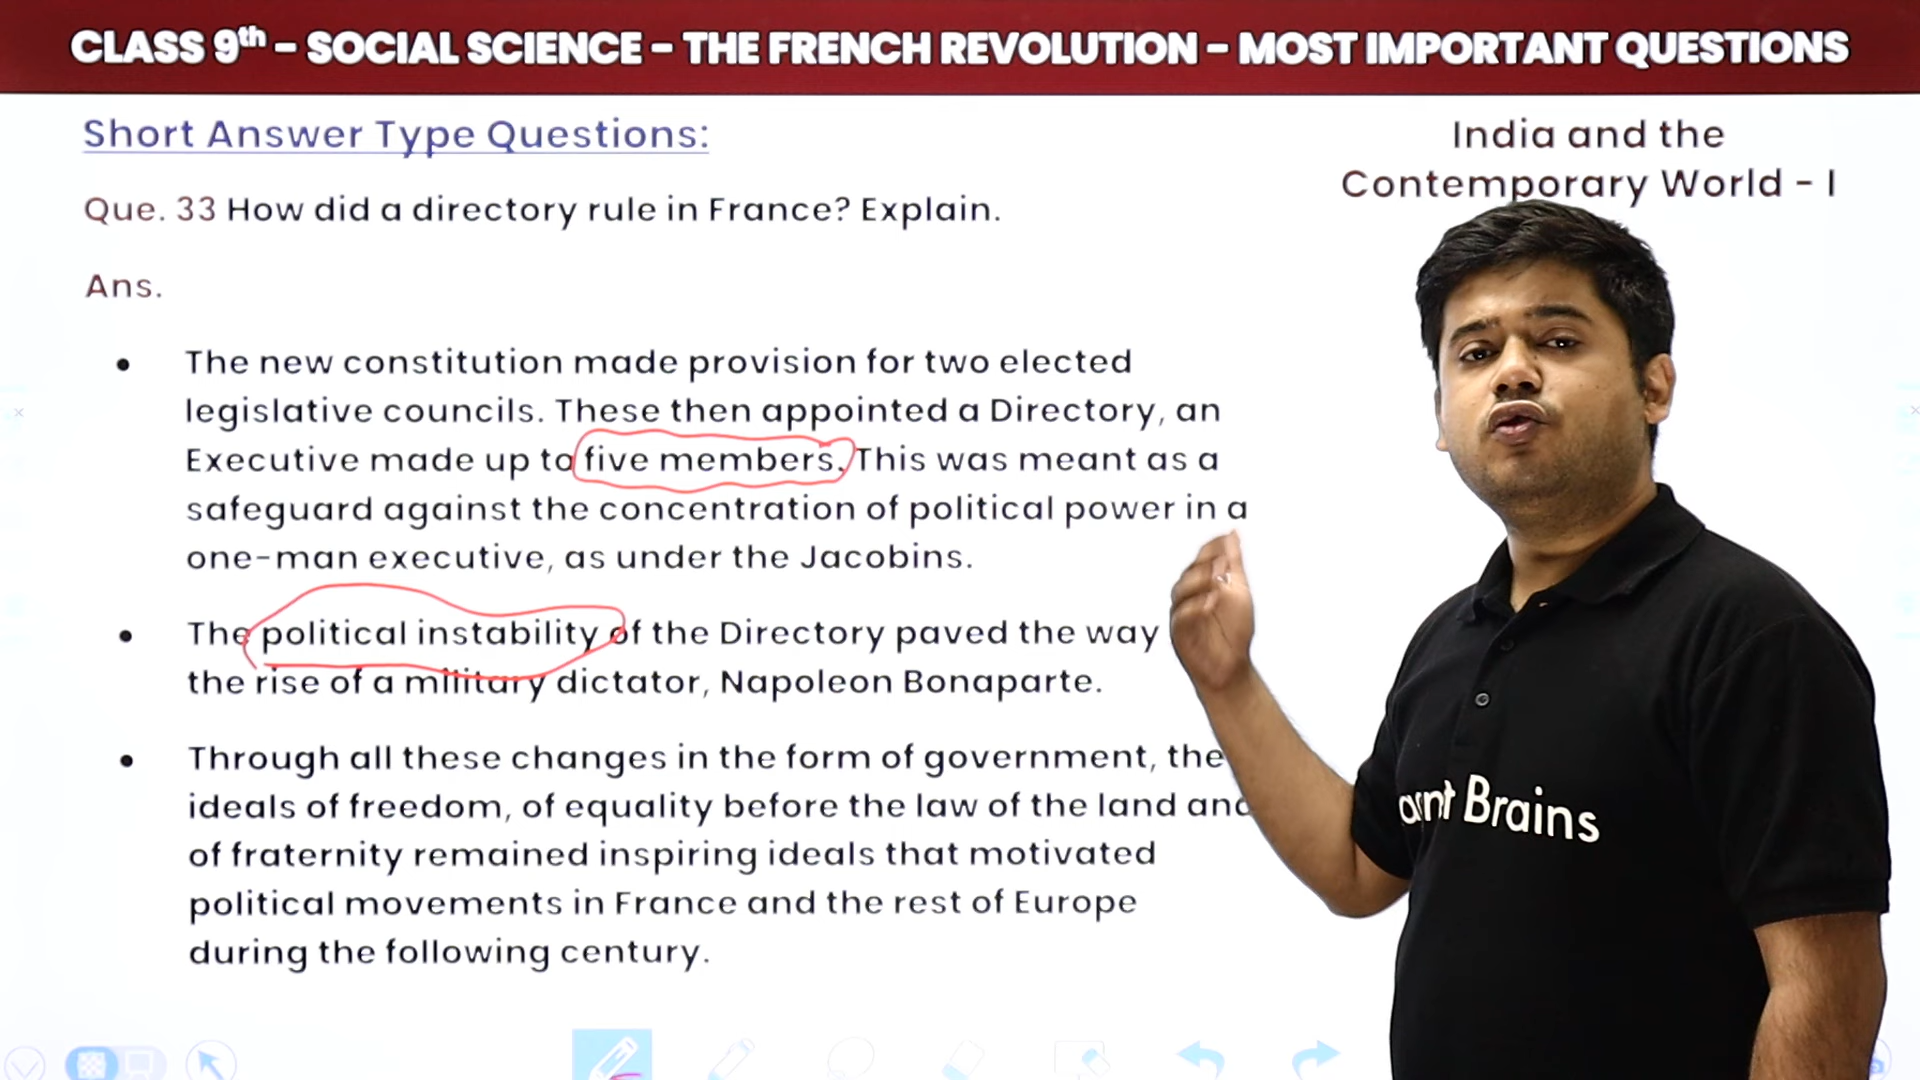 CLASS 9th – SOCIAL SCIENCE – THE FRENCH REVOLUTION – MOST IMPORTANT QUESTIONS
Short Answer Type Questions:
India and the
Contemporary World - I
Que. 33 How did a directory rule in France? Explain.
Ans.
• The new constitution made provision for two elected
legislative councils. These then appointed a Directory, an
Executive made up to five members. This was meant as a
safeguard against the concentration of political power in a
one-man executive, as under the Jacobins.
• The political instability of the Directory paved the way
the rise of a military dictator, Napoleon Bonaparte.
• Through all these changes in the form of government, the
ideals of freedom, of equality before the law of the land and
of fraternity remained inspiring ideals that motivated
political movements in France and the rest of Europe
during the following century.
Brains